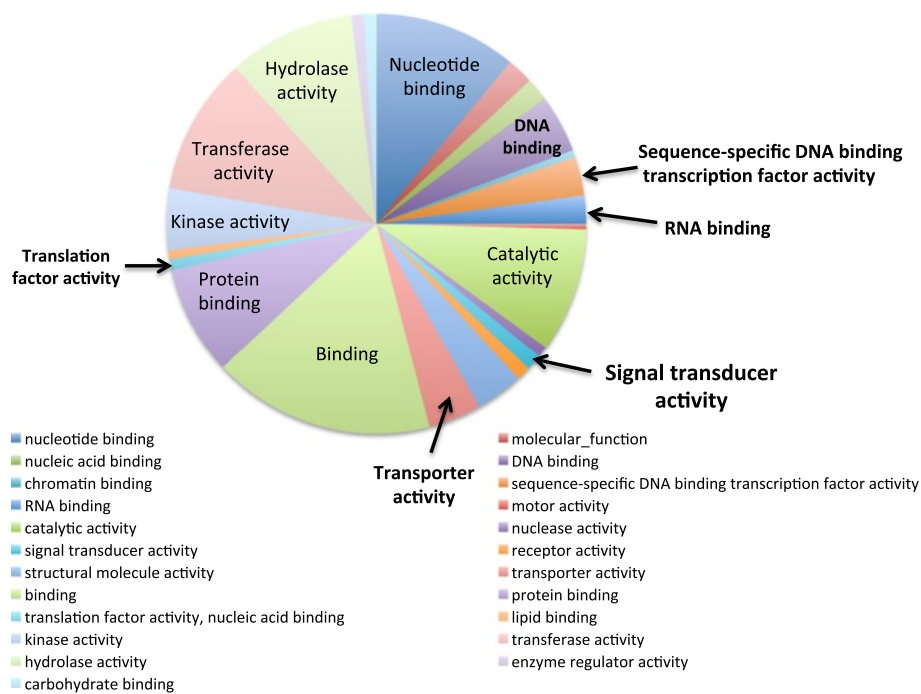 Hydrolase
activity
Nucleotide
binding
DNA
binding
Transferase
activity
Sequence-specific DNA binding
transcription factor activity
Kinase activity
RNA binding
Translation
factor activity
Protein
binding
Catalytic
activity
Binding
Signal transducer
activity
Transporter
activity
nucleotide binding
molecular_function
nucleic acid binding
DNA binding
chromatin binding
sequence-specific DNA binding transcription factor activity
RNA binding
motor activity
catalytic activity
nuclease activity
signal transducer activity
receptor activity
structural molecule activity
transporter activity
binding
protein binding
translation factor activity, nucleic acid binding
lipid binding
kinase activity
transferase activity
hydrolase activity
enzyme regulator activity
carbohydrate binding